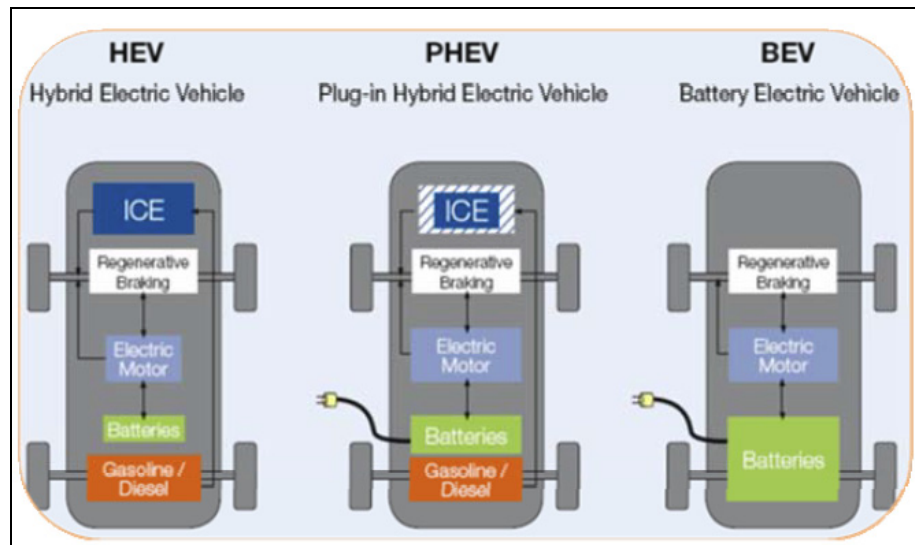 HEV
Hybrid Electric Vehicle
ICE
Regenerative
Braking
Electric
Motor
Batteries
Gasoline /
Diesel
PHEV
Plug-in Hybrid Electric Vehicle
ICE
Regenerative
Braking
Electric
Motor
Batteries
Gasoline /
Diesel
BEV
Battery Electric Vehicle
Regenerative
Braking
Electric
Motor
Batteries